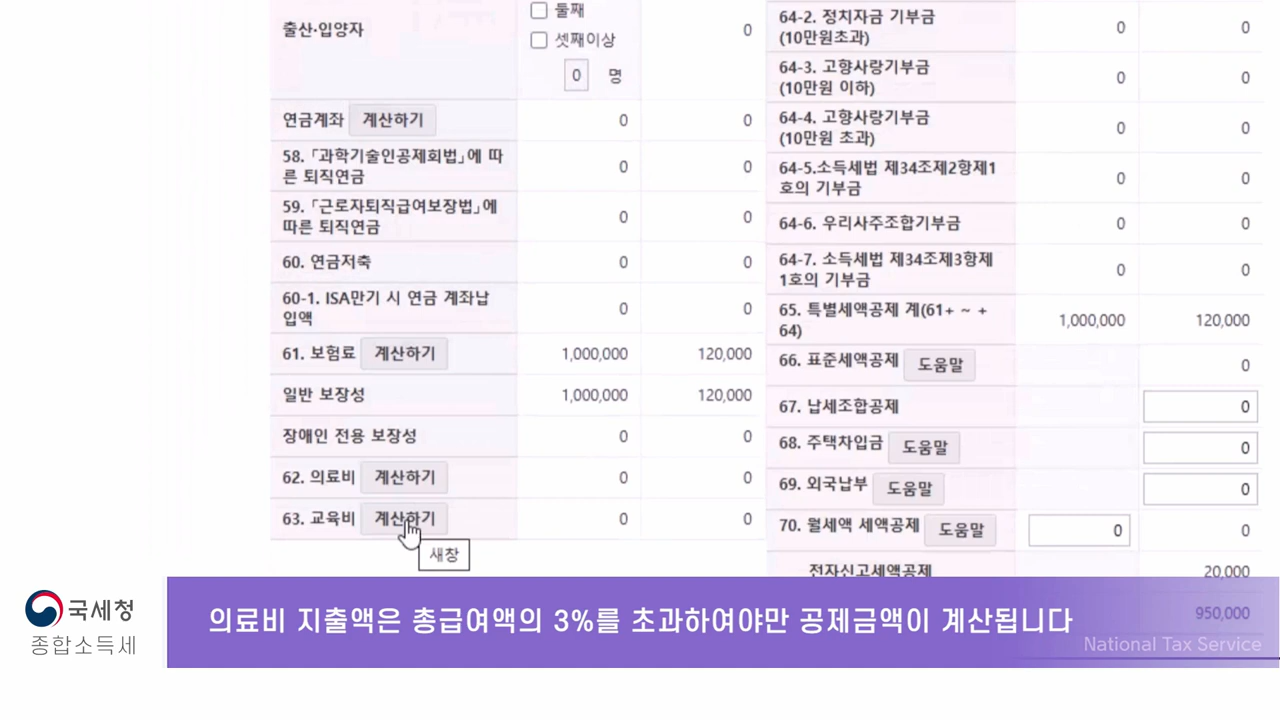 출산·입양자
둘째
셋째이상
0 명
0
연금계좌 계산하기 0 0
58.「과학기술인공제회법」에 따
른 퇴직연금 0 0
59.「근로자퇴직급여보장법」에
따른 퇴직연금 0 0
60. 연금저축 0 0
60-1. ISA만기 시 연금 계좌납
입액 0 0
61. 보험료 계산하기 1,000,000 120,000
일반 보장성 1,000,000 120,000
장애인 전용 보장성 0 0
62. 의료비 계산하기 0 0
63. 교육비 계산하기 0 0
새창
64-2. 정치자금 기부금
(10만원초과) 0 0
64-3. 고향사랑기부금
(10만원 이하) 0 0
64-4. 고향사랑기부금
(10만원 초과) 0 0
64-5.소득세법 제34조제2항제1
호의 기부금 0 0
64-6. 우리사주조합기부금 0 0
64-7. 소득세법 제34조제3항제
1호의 기부금 0 0
65. 특별세액공제 계(61+ ~ +
64) 1,000,000 120,000
66. 표준세액공제 도움말 0
67. 납세조합공제 0
68. 주택차입금 도움말 0
69. 외국납부 도움말 0
70. 월세액 세액공제 도움말 0 0
전자신고세액공제 20,000
950,000
국세청
종합소득세
의료비 지출액은 총급여액의 3%를 초과하여야만 공제금액이 계산됩니다
National Tax Service